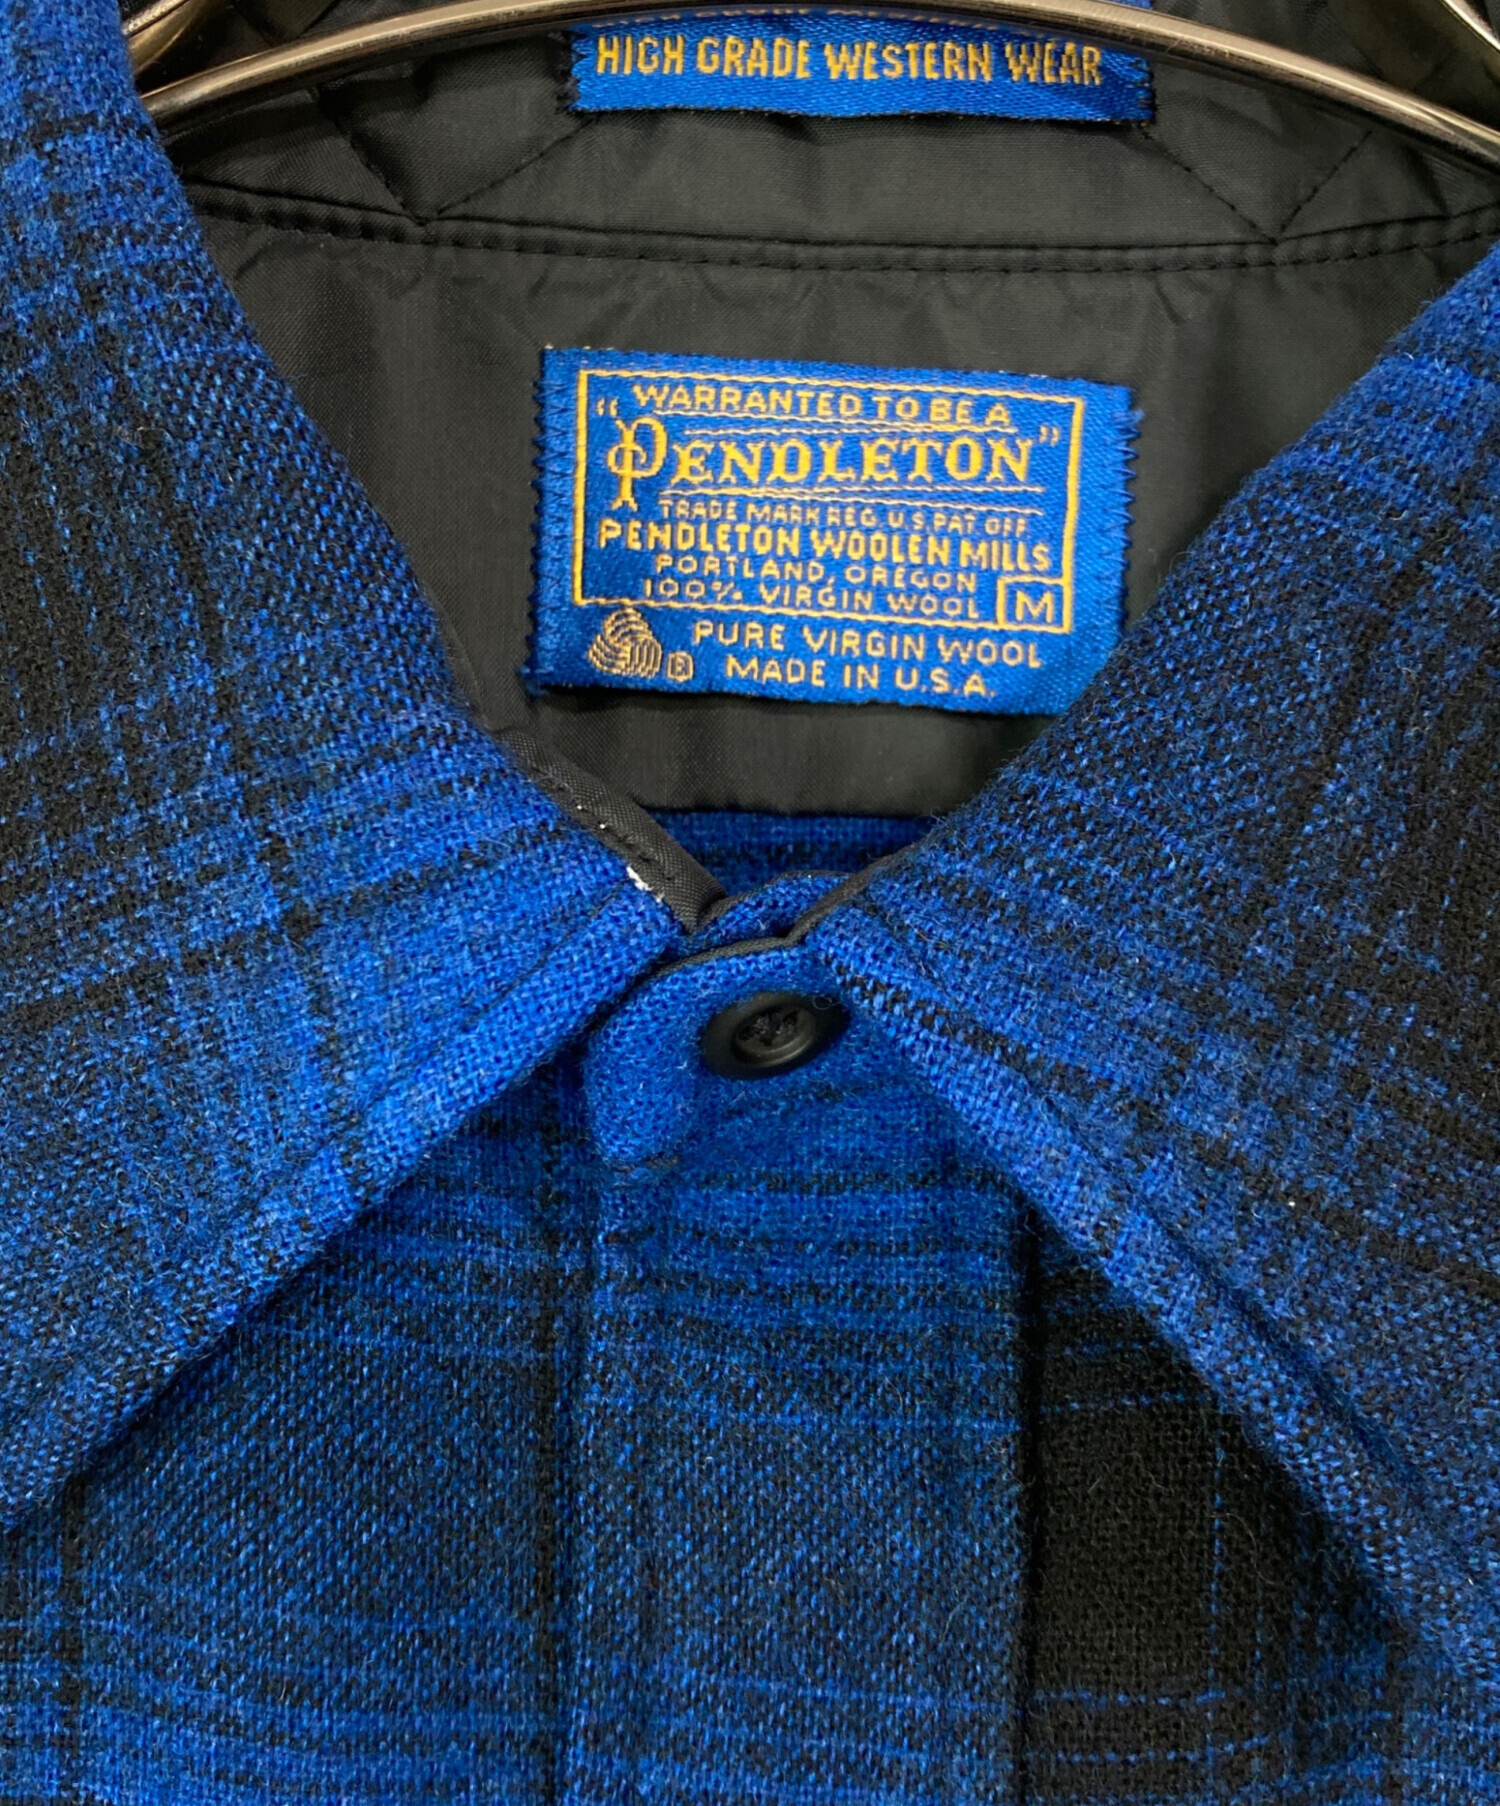 HIGH GRADE WESTERN WEAR
WARRANTED TO BE A
"PENDLETON"
TRADE MARK REG. U.S. PAT. OFF.
PENDLETON WOOLEN MILLS
PORTLAND, OREGON
100% VIRGIN WOOL M
PURE VIRGIN WOOL
R MADE IN U.S.A.